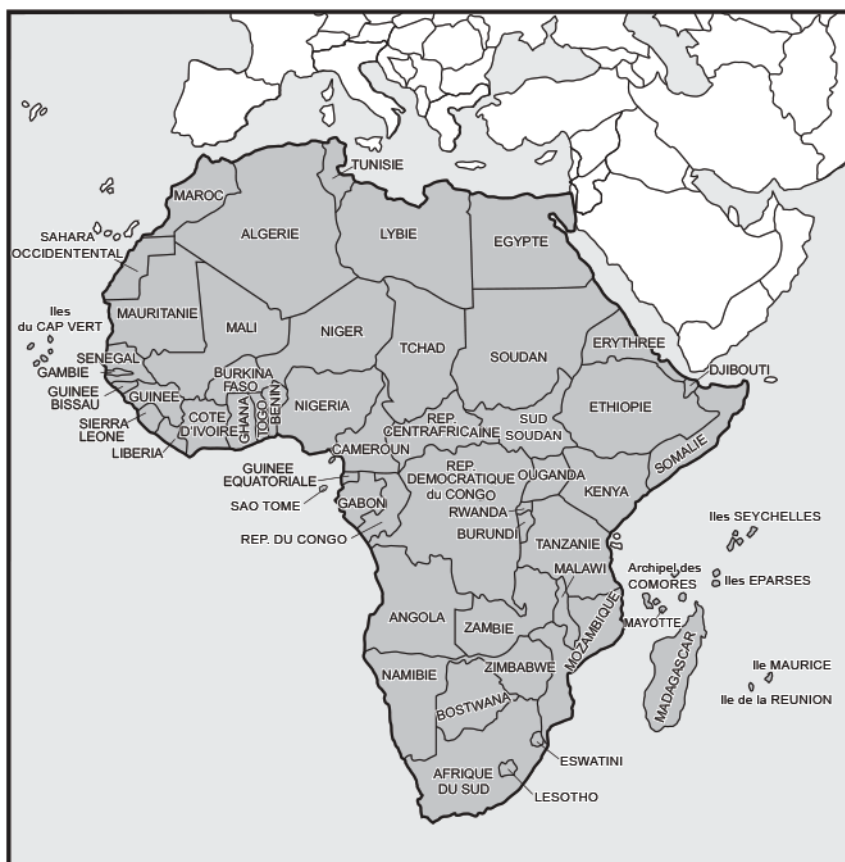 TUNISIE
MAROC
ALGERIE
LYBIE
EGYPTE
SAHARA
OCCIDENTENTAL
MAURITANIE
MALI
NIGER
TCHAD
SOUDAN
ERYTHREE
DJIBOUTI
Iles
du CAP VERT
SENEGAL
GAMBIE
GUINEE
BISSAU
GUINEE
SIERRA
LEONE
LIBERIA
COTE
D'IVOIRE
BURKINA
FASO
GHANA
TOGO
BENIN
NIGERIA
CAMEROUN
REP.
CENTRAFRICAINE
SUD
SOUDAN
ETHIOPIE
SOMALIE
GUINEE
EQUATORIALE
SAO TOME
GABON
REP. DU CONGO
REP.
DEMOCRATIQUE
du CONGO
OUGANDA
KENYA
RWANDA
BURUNDI
TANZANIE
MALAWI
Iles SEYCHELLES
Archipel des
COMORES
Iles EPARSES
MAYOTTE
ANGOLA
ZAMBIE
MOZAMBIQUE
MADAGASCAR
Ile MAURICE
Ile de la REUNION
NAMIBIE
ZIMBABWE
BOSTWANA
ESWATINI
AFRIQUE
DU SUD
LESOTHO